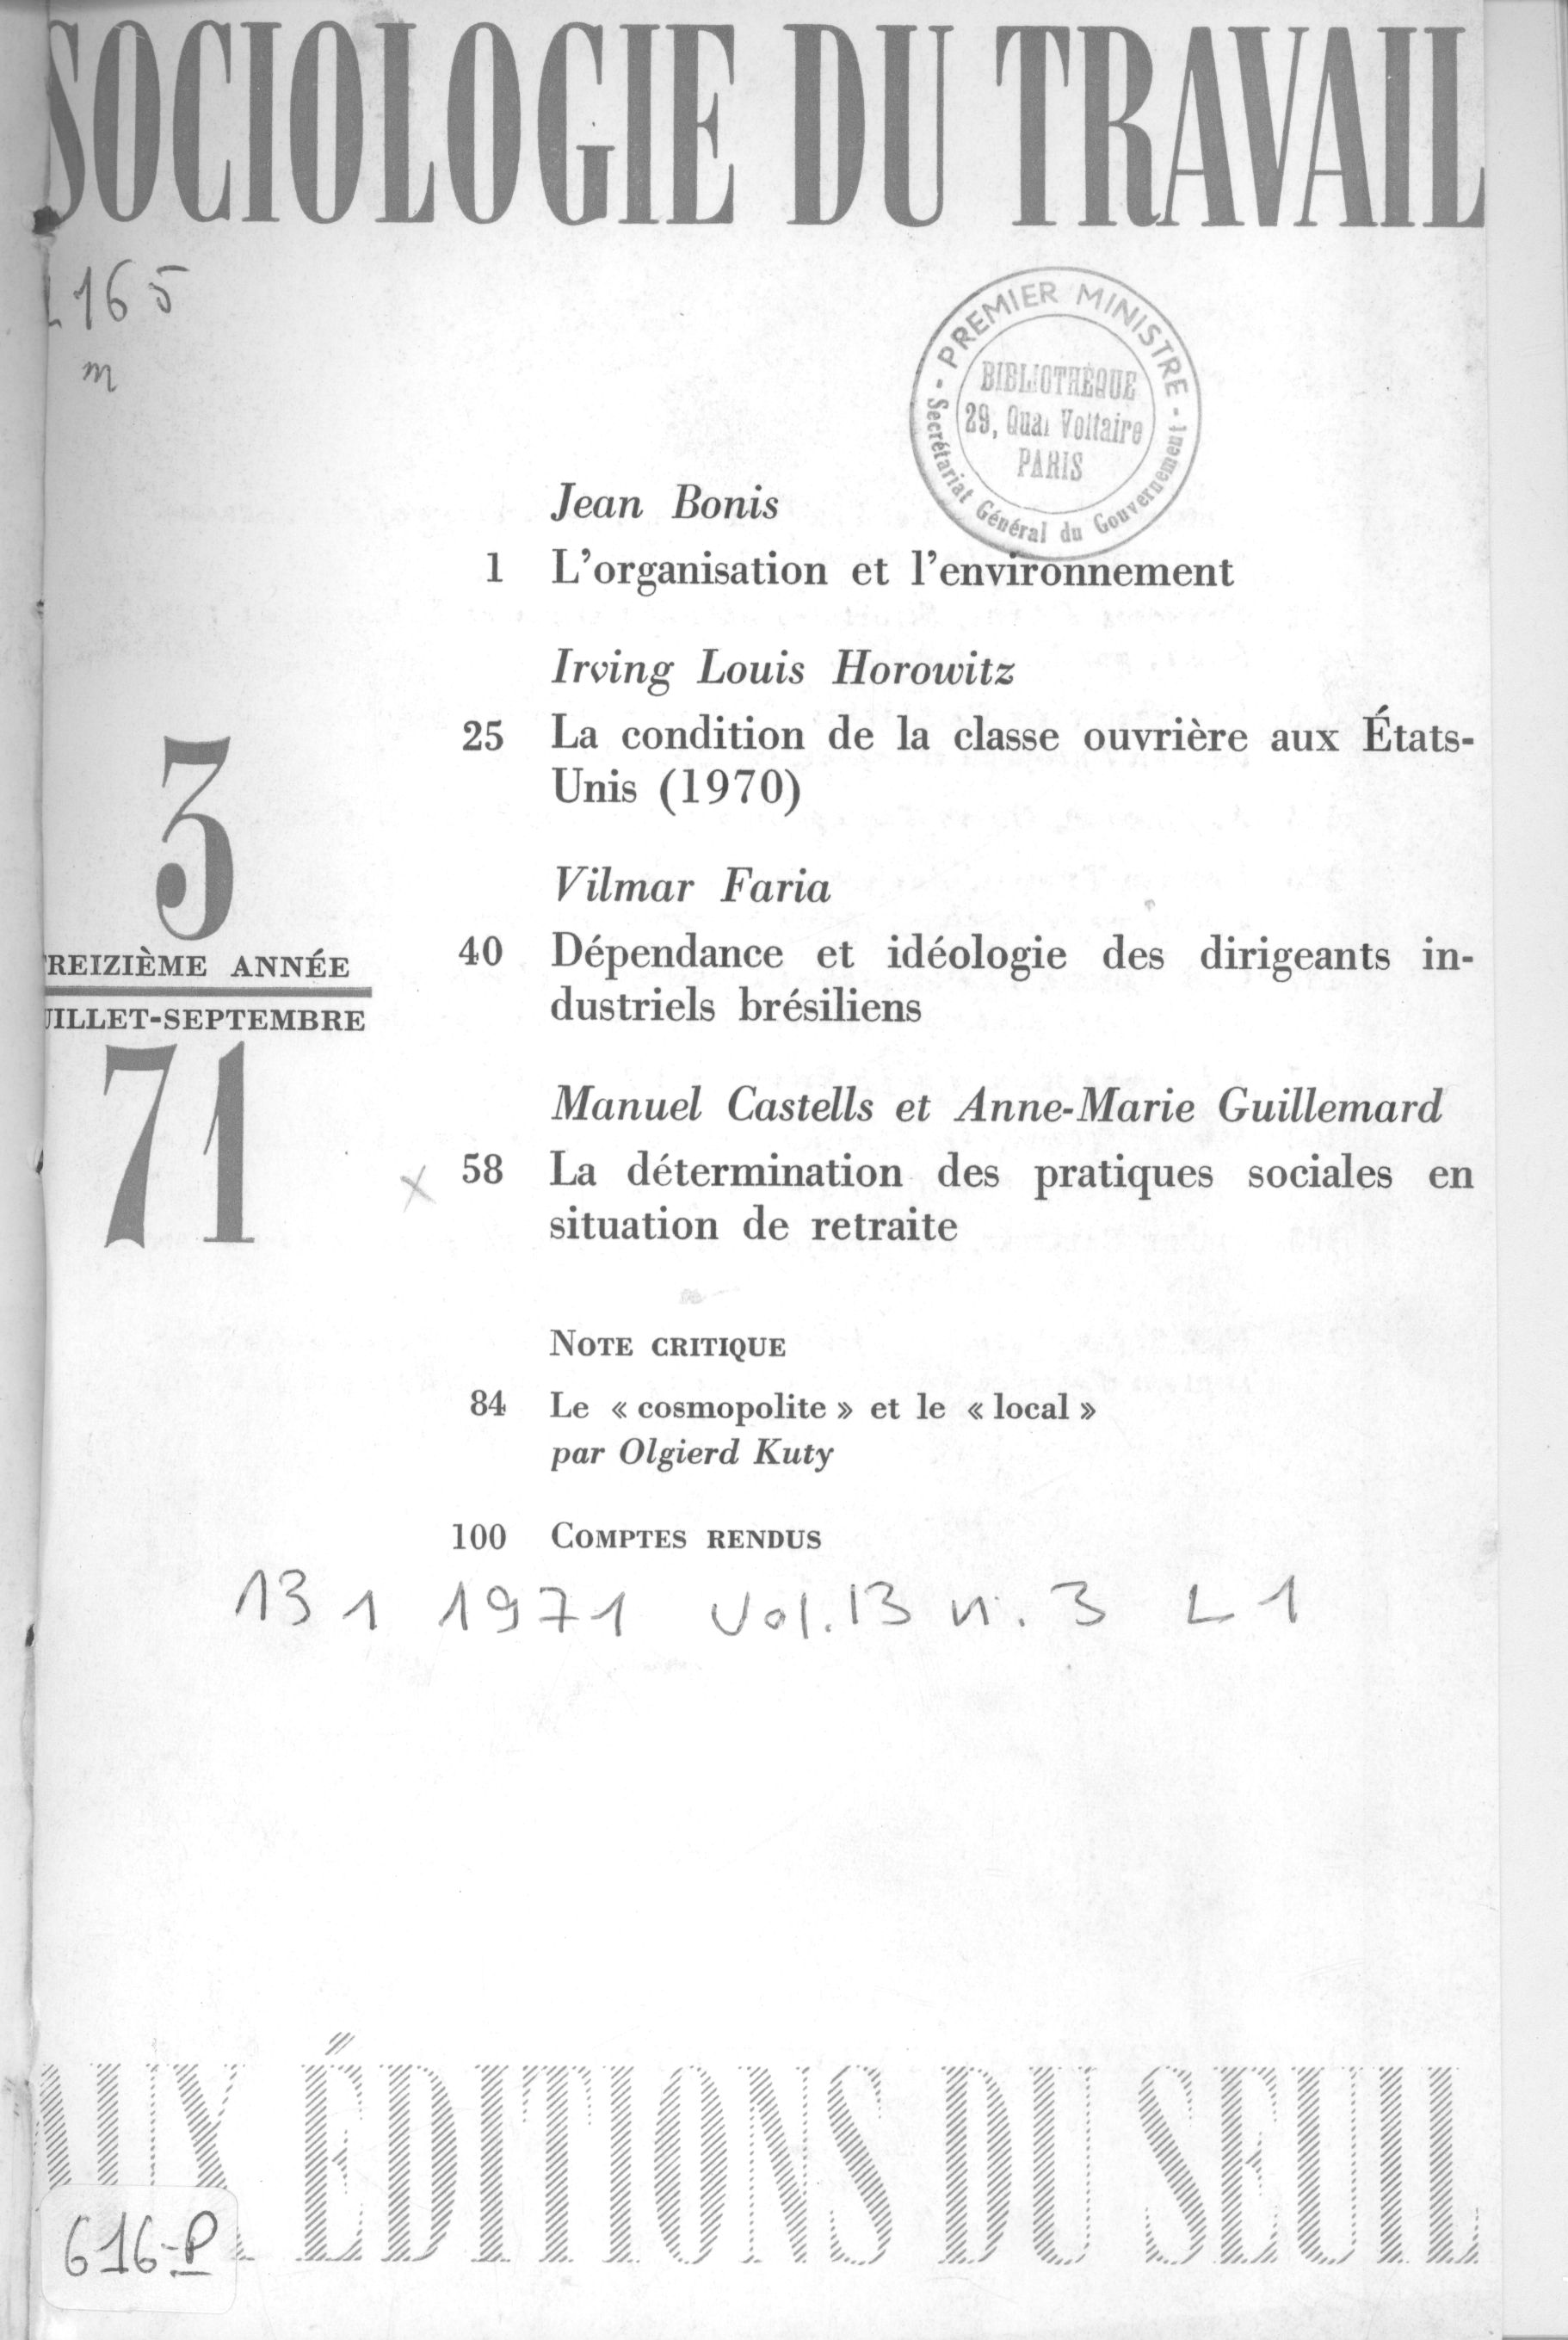 SOCIOLOGIE DU TRAVAIL
L165
m
- PREMIER MINISTRE -
BIBLIOTHÈQUE
29, Quai Voltaire
PARIS
Secrétariat Général du Gouvernement
Jean Bonis
1 L'organisation et l'environnement
Irving Louis Horowitz
25 La condition de la classe ouvrière aux États-
Unis (1970)
3
TREIZIÈME ANNÉE
JUILLET-SEPTEMBRE
71
Vilmar Faria
40 Dépendance et idéologie des dirigeants in-
dustriels brésiliens
Manuel Castells et Anne-Marie Guillemard
x 58 La détermination des pratiques sociales en
situation de retraite
NOTE CRITIQUE
84 Le « cosmopolite » et le « local »
par Olgierd Kuty
100 COMPTES RENDUS
13 1 1971 Vol.13 n.3 L1
AUX ÉDITIONS DU SEUIL
616-P